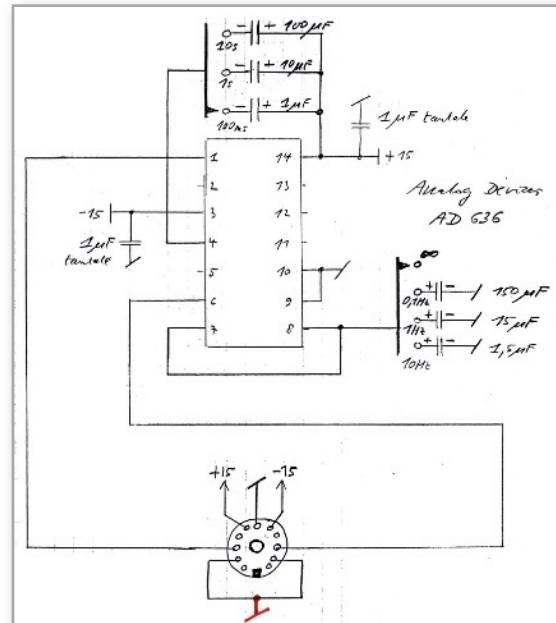 − + 100µF
10s
− + 10µF
1s
− + 1µF
100ms
1µF tantale
1 14 +15
2 13
-15 3 12
Analog Devices
AD 636
4 11
1µF
tantale
5 10
∞
6 9
0,1Hz + − 150µF
7 8
1Hz + − 15µF
10Hz + − 1,5µF
+15 -15